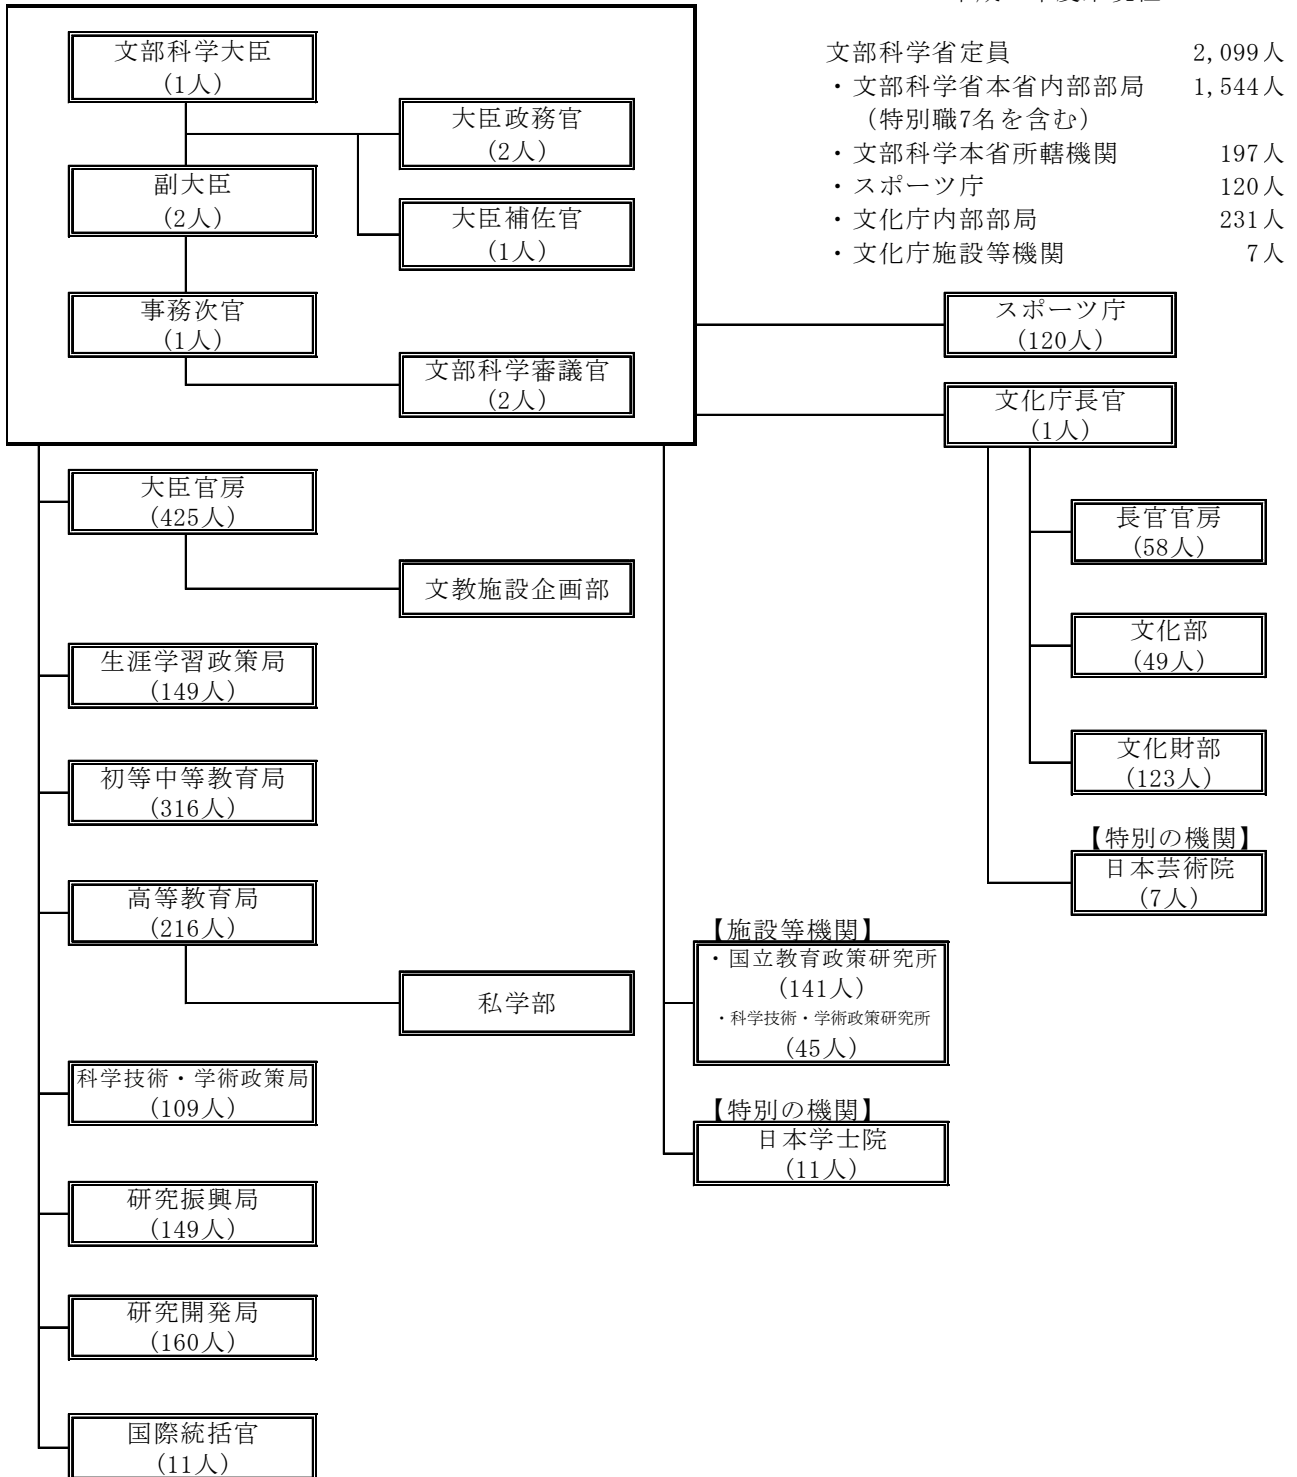 文部科学大臣
(1人)
大臣政務官
(2人)
副大臣
(2人)
大臣補佐官
(1人)
事務次官
(1人)
文部科学審議官
(2人)
文部科学省定員 2,099人
・文部科学省本省内部部局 1,544人
(特別職7名を含む)
・文部科学本省所轄機関 197人
・スポーツ庁 120人
・文化庁内部部局 231人
・文化庁施設等機関 7人
スポーツ庁
(120人)
文化庁長官
(1人)
長官官房
(58人)
文化部
(49人)
文化財部
(123人)
【特別の機関】
日本芸術院
(7人)
大臣官房
(425人)
文教施設企画部
生涯学習政策局
(149人)
初等中等教育局
(316人)
高等教育局
(216人)
私学部
科学技術・学術政策局
(109人)
研究振興局
(149人)
研究開発局
(160人)
国際統括官
(11人)
【施設等機関】
・国立教育政策研究所
(141人)
・科学技術・学術政策研究所
(45人)
【特別の機関】
日本学士院
(11人)